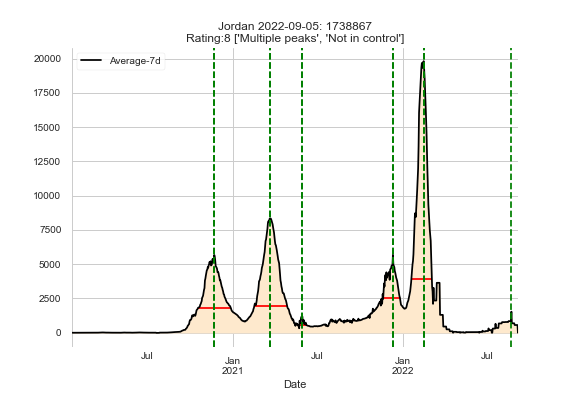 Jordan 2022-09-05: 1738867
Rating:8 ['Multiple peaks', 'Not in control']
Average-7d
20000
17500
15000
12500
10000
7500
5000
2500
0
Jul
Jan
2021
Jul
Jan
2022
Jul
Date